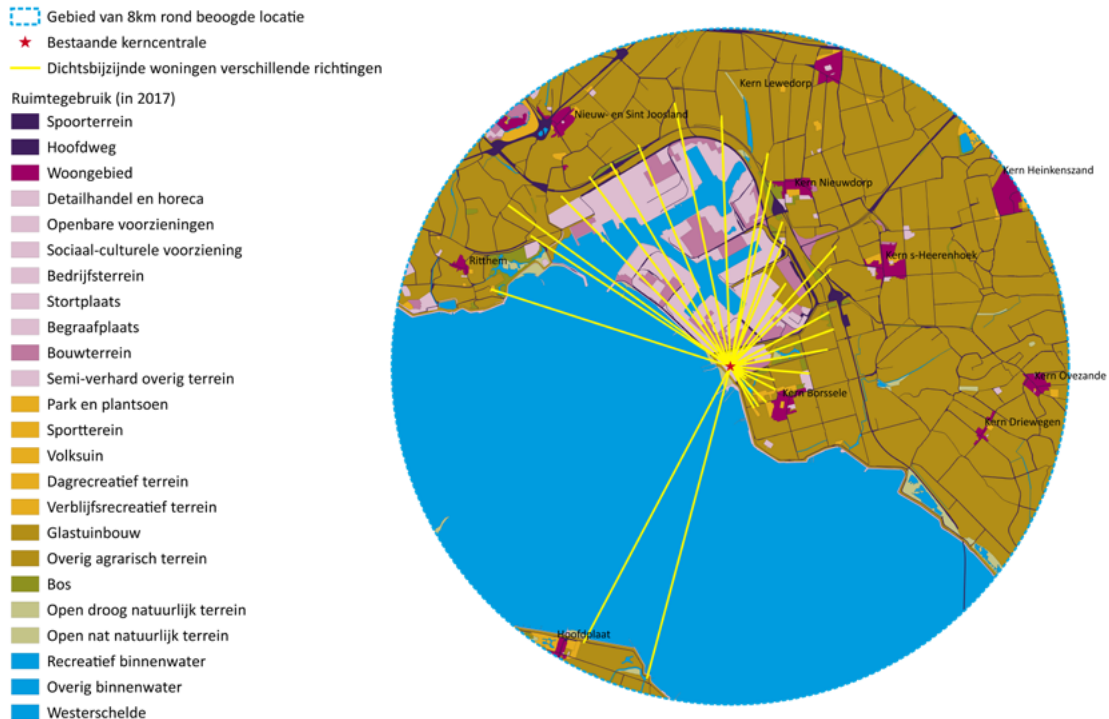 Gebied van 8km rond beoogde locatie
Bestaande kerncentrale
Dichtsbijzijnde woningen verschillende richtingen
Ruimtegebruik (in 2017)
Spoorterrein
Hoofdweg
Woongebied
Detailhandel en horeca
Openbare voorzieningen
Sociaal-culturele voorziening
Bedrijfsterrein
Stortplaats
Begraafplaats
Bouwterrein
Semi-verhard overig terrein
Park en plantsoen
Sportterein
Volksuin
Dagrecreatief terrein
Verblijfsrecreatief terrein
Glastuinbouw
Overig agrarisch terrein
Bos
Open droog natuurlijk terrein
Open nat natuurlijk terrein
Recreatief binnenwater
Overig binnenwater
Westerschelde
Kern Lewedorp
Nieuw- en Sint Joosland
Kern Heinkenszand
Kern Nieuwdorp
Kern s-Heerenhoek
Ritthem
Kern Ovezande
Kern Borssele
Kern Driewegen
Hoofdplaat